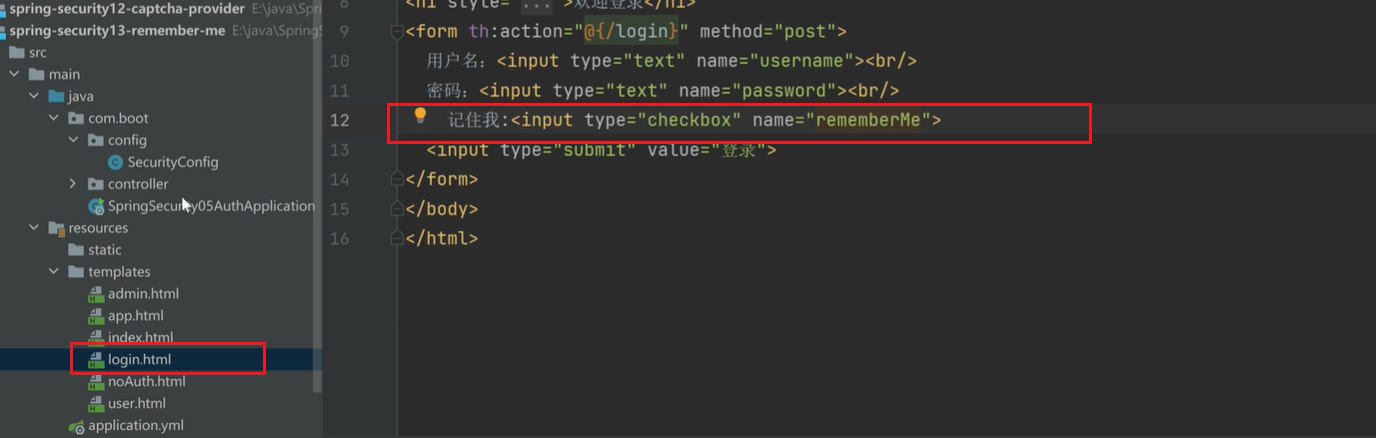 spring-security12-captcha-provider E:\java\Spri
spring-security13-remember-me E:\java\Spring
src
main
java
com.boot
config
SecurityConfig
controller
SpringSecurity05AuthApplication
resources
static
templates
admin.html
app.html
index.html
login.html
noAuth.html
user.html
application.yml
8 <h1 style="...">欢迎登录</h1>
9 <form th:action="@{/login}" method="post">
10 用户名：<input type="text" name="username"><br/>
11 密码：<input type="text" name="password"><br/>
12 记住我:<input type="checkbox" name="rememberMe">
13 <input type="submit" value="登录">
14 </form>
15 </body>
16 </html>